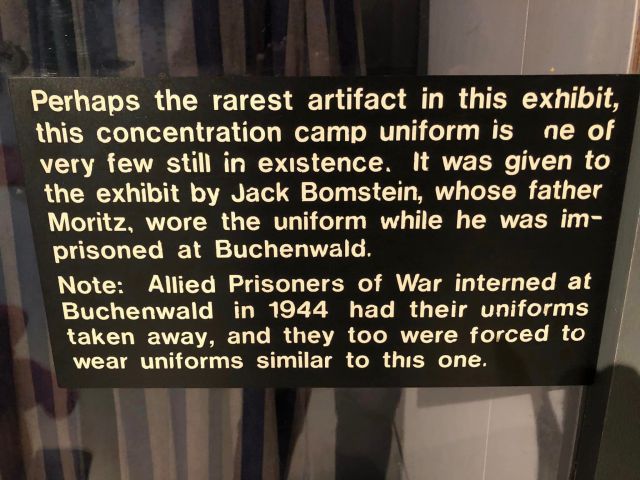 Perhaps the rarest artifact in this exhibit,
this concentration camp uniform is ne of
very few still in existence. It was given to
the exhibit by Jack Bomstein, whose father
Moritz, wore the uniform while he was im-
prisoned at Buchenwald.
Note: Allied Prisoners of War interned at
Buchenwald in 1944 had their uniforms
taken away, and they too were forced to
wear uniforms similar to this one.